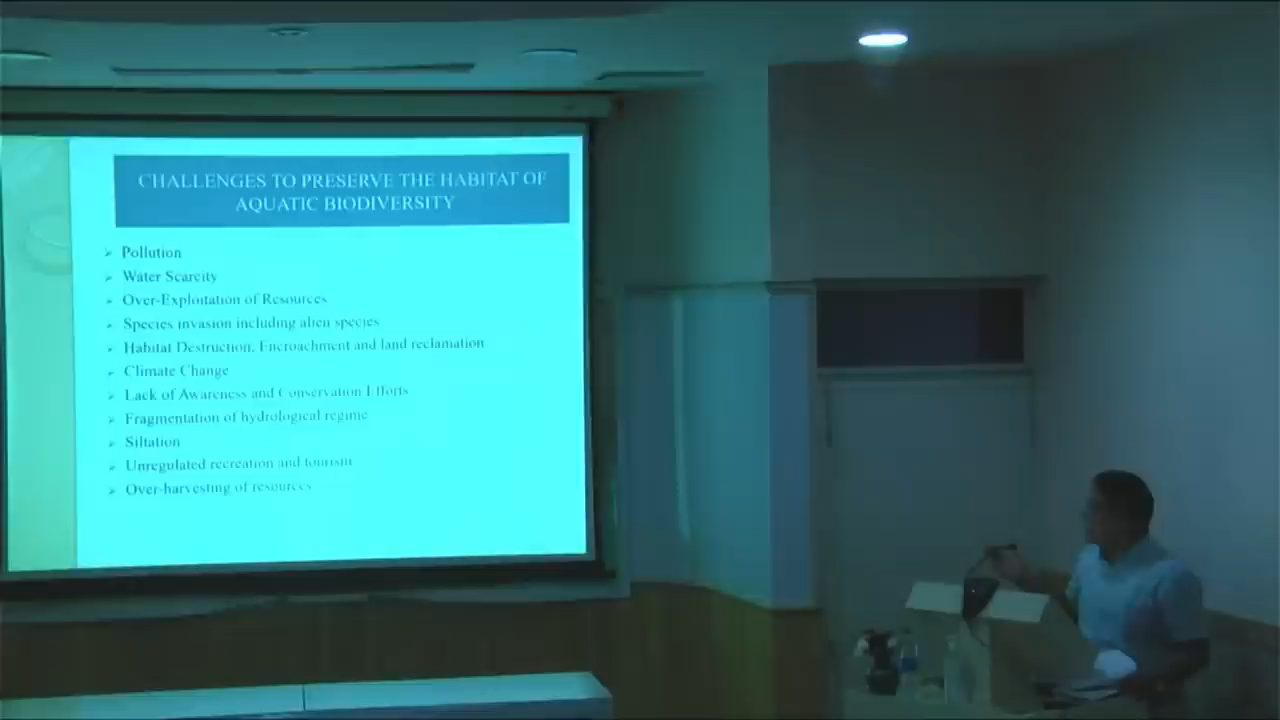 CHALLENGES TO PRESERVE THE HABITAT OF
AQUATIC BIODIVERSITY
Pollution
Water Scarcity
Over-Exploitation of Resources
Species invasion including alien species
Habitat Destruction, Encroachment and land reclamation
Climate Change
Lack of Awareness and Conservation Efforts
Fragmentation of hydrological regime
Siltation
Unregulated recreation and tourism
Over-harvesting of resources